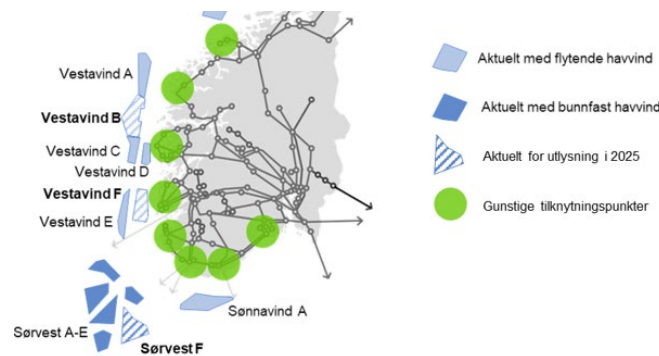 Vestavind A
Vestavind B
Vestavind C
Vestavind D
Vestavind F
Vestavind E
Sørvest A-E
Sørvest F
Sønnavind A
Aktuelt med flytende havvind
Aktuelt med bunnfast havvind
Aktuelt for utlysning i 2025
Gunstige tilknytningspunkter